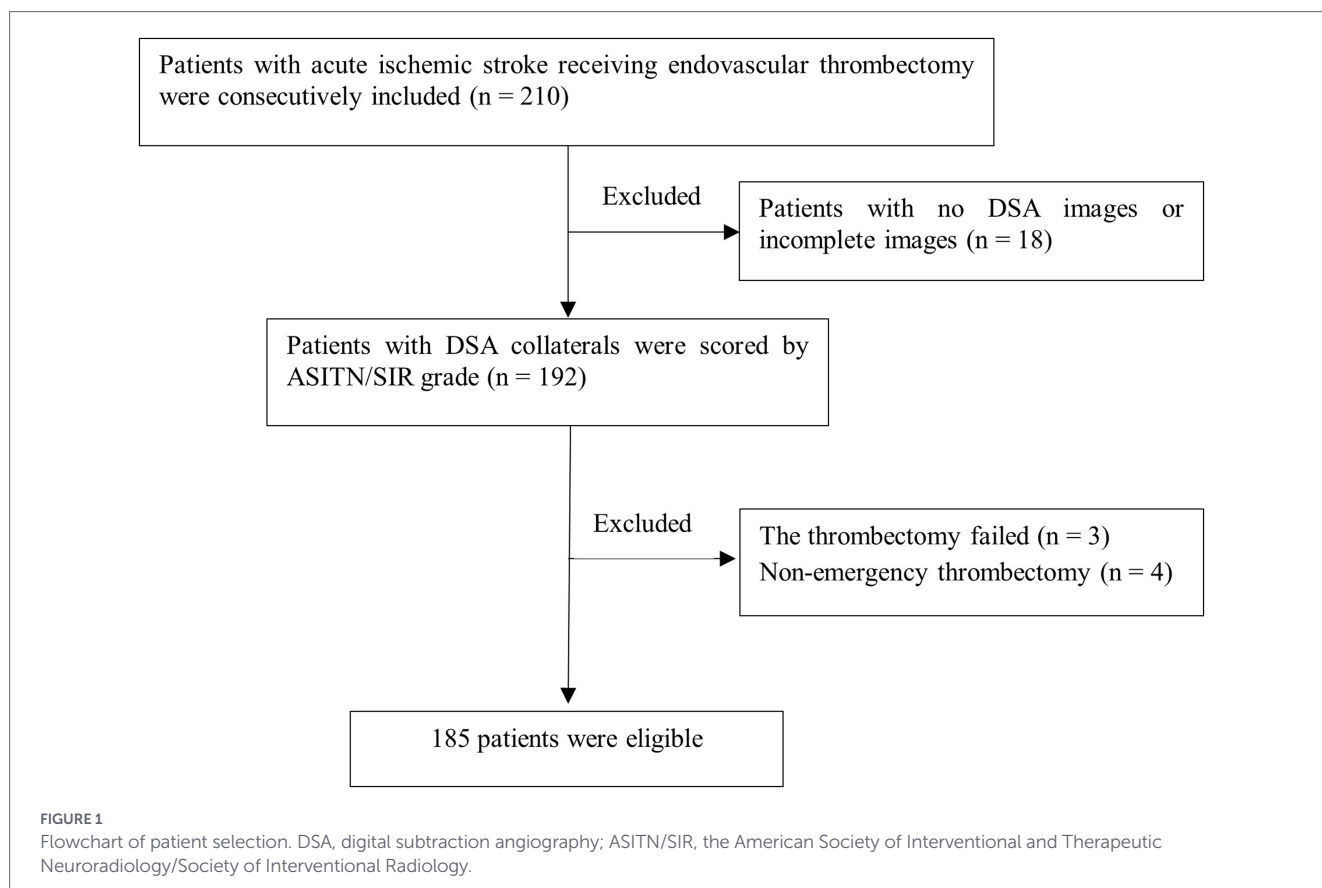 Patients with acute ischemic stroke receiving endovascular thrombectomy
were consecutively included (n = 210)
Excluded
Patients with no DSA images or
incomplete images (n = 18)
Patients with DSA collaterals were scored by
ASITN/SIR grade (n = 192)
Excluded
The thrombectomy failed (n = 3)
Non-emergency thrombectomy (n = 4)
185 patients were eligible
FIGURE 1
Flowchart of patient selection. DSA, digital subtraction angiography; ASITN/SIR, the American Society of Interventional and Therapeutic
Neuroradiology/Society of Interventional Radiology.